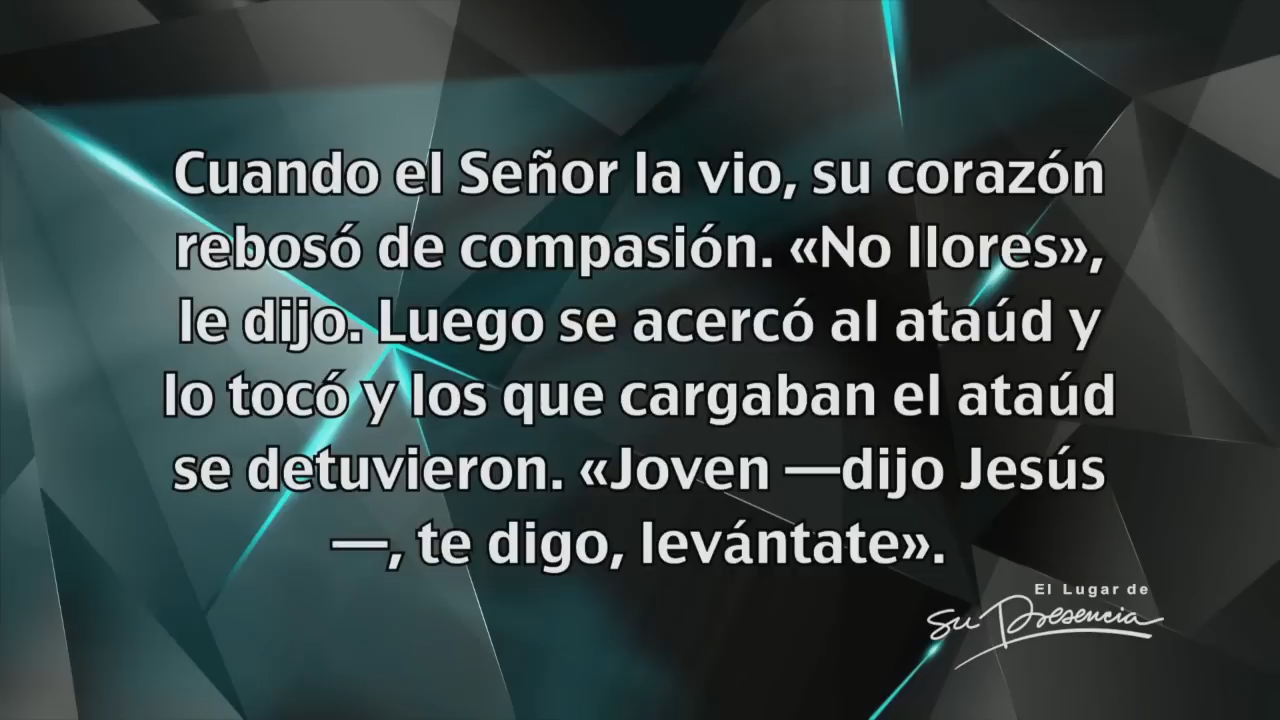 Cuando el Señor la vio, su corazón
rebosó de compasión. «No llores»,
le dijo. Luego se acercó al ataúd y
lo tocó y los que cargaban el ataúd
se detuvieron. «Joven —dijo Jesús
—, te digo, levántate».
El Lugar de
Su Presencia